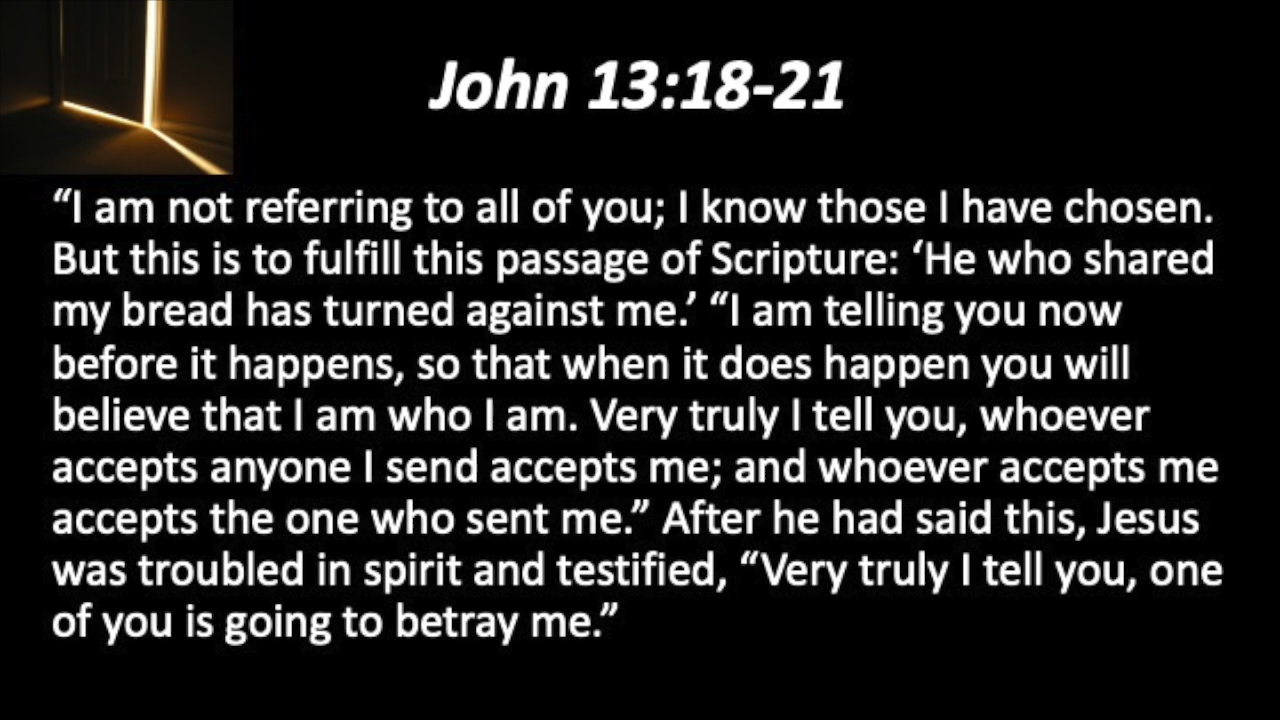 John 13:18-21
“I am not referring to all of you; I know those I have chosen.
But this is to fulfill this passage of Scripture: ‘He who shared
my bread has turned against me.’ “I am telling you now
before it happens, so that when it does happen you will
believe that I am who I am. Very truly I tell you, whoever
accepts anyone I send accepts me; and whoever accepts me
accepts the one who sent me.” After he had said this, Jesus
was troubled in spirit and testified, “Very truly I tell you, one
of you is going to betray me.”